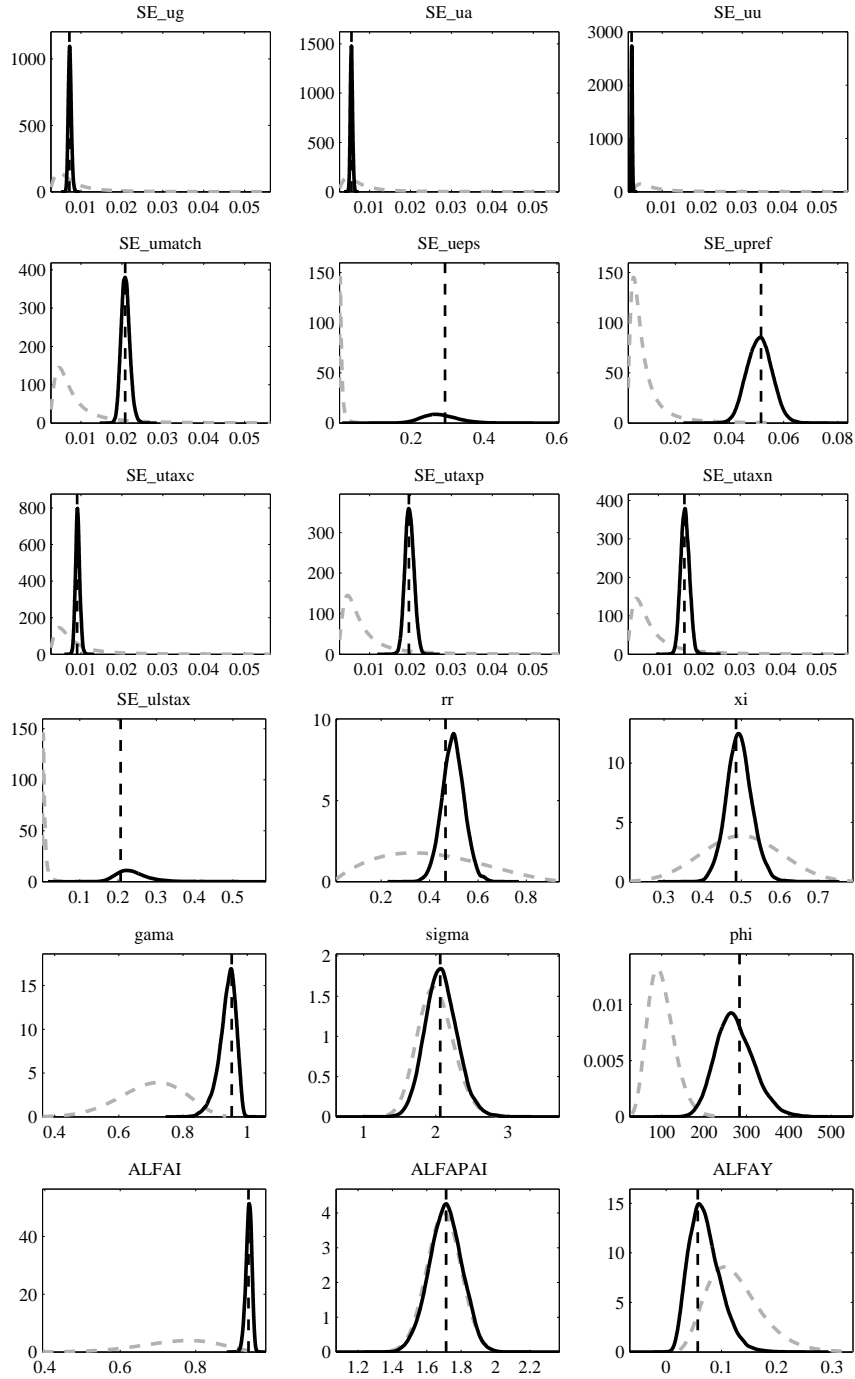 SE_ug SE_ua SE_uu
1000 1500 3000
800 1000 2000
600 500 1000
400 0 0
200
0
0.01 0.02 0.03 0.04 0.05 0.01 0.02 0.03 0.04 0.05 0.01 0.02 0.03 0.04 0.05
SE_umatch SE_ueps SE_upref
400 150 150
300 100 100
200 50 50
100 0 0
0
0.01 0.02 0.03 0.04 0.05 0.2 0.4 0.6 0.02 0.04 0.06 0.08
SE_utaxc SE_utaxp SE_utaxn
800 300 400
600 200 300
400 100 200
200 0 100
0 0
0.01 0.02 0.03 0.04 0.05 0.01 0.02 0.03 0.04 0.05 0.01 0.02 0.03 0.04 0.05
SE_ulstax rr xi
150 10 10
100 5 5
50 0 0
0
0.1 0.2 0.3 0.4 0.5 0.2 0.4 0.6 0.8 0.3 0.4 0.5 0.6 0.7
gama sigma phi
15 2 0.01
10 1.5 0.005
5 1 0
0 0.5
0
0.4 0.6 0.8 1 1 2 3 100 200 300 400 500
ALFAI ALFAPAI ALFAY
40 4 15
20 3 10
0 2 5
1 0
0
0.4 0.6 0.8 1.2 1.4 1.6 1.8 2 2.2 0 0.1 0.2 0.3